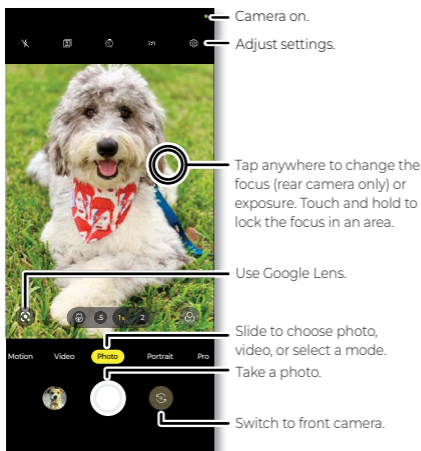 Camera on.
Adjust settings.
Tap anywhere to change the
focus (rear camera only) or
exposure. Touch and hold to
lock the focus in an area.
Use Google Lens.
.5 1x 2
Slide to choose photo,
video, or select a mode.
Motion Video Photo Portrait Pro
Take a photo.
Switch to front camera.